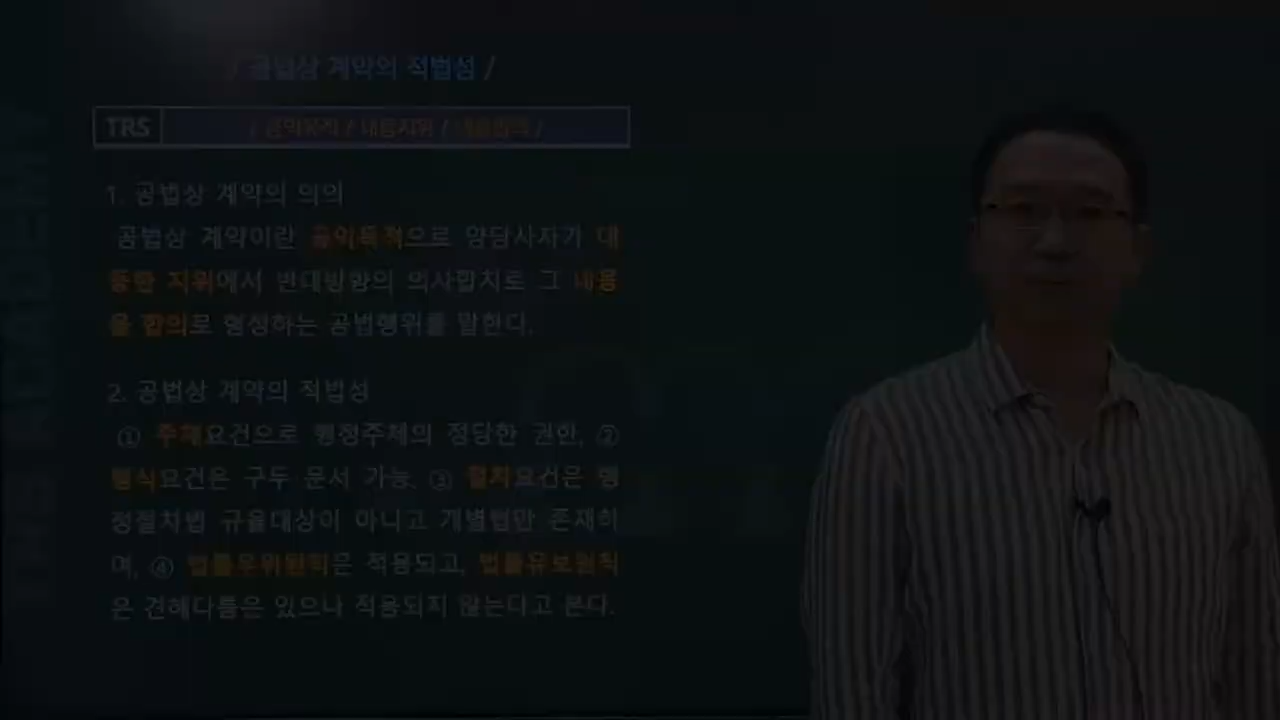 / 공법상 계약의 적법성 /
TRS / 공익목적 / 대등지위 / 내용합의 /
1. 공법상 계약의 의의
공법상 계약이란 공익목적으로 양당사자가 대
등한 지위에서 반대방향의 의사합치로 그 내용
을 합의로 형성하는 공법행위를 말한다.
2. 공법상 계약의 적법성
① 주체요건으로 행정주체의 정당한 권한, ②
형식요건은 구두 문서 가능, ③ 절차요건은 행
정절차법 규율대상이 아니고 개별법만 존재하
며, ④ 법률우위원칙은 적용되고, 법률유보원칙
은 견해다툼은 있으나 적용되지 않는다고 본다.